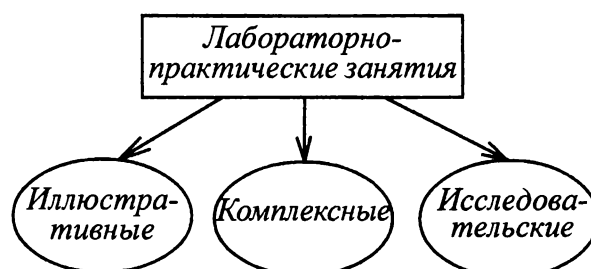 Лабораторно-
практические занятия
Иллюстра-
тивные
Комплексные
Исследова-
тельские